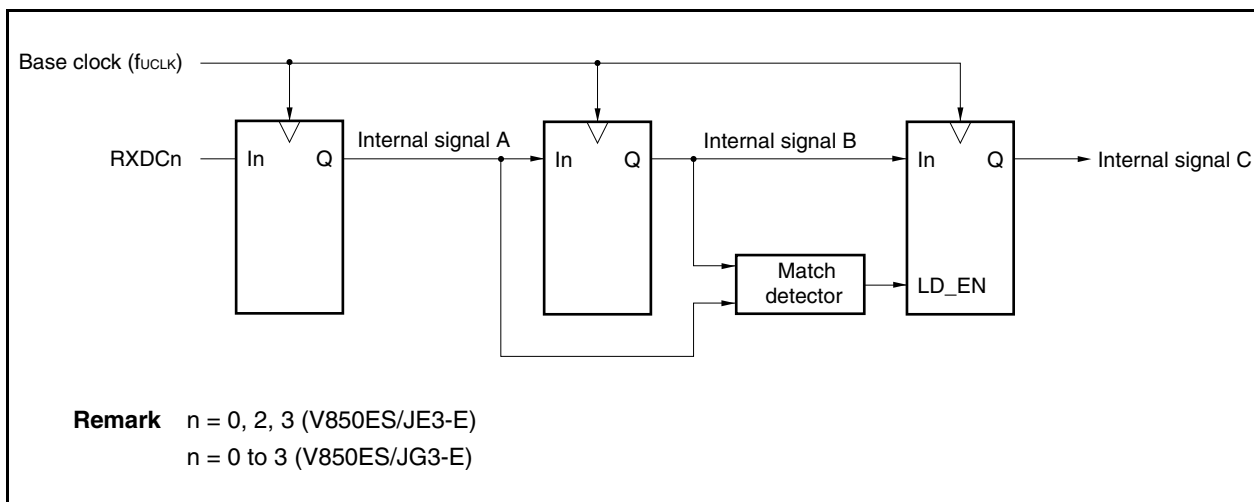 Base clock (fUCLK)
RXDCn
In
Q
Internal signal A
In
Q
Internal signal B
In
Q
Internal signal C
Match
detector
LD_EN
Remark n = 0, 2, 3 (V850ES/JE3-E)
n = 0 to 3 (V850ES/JG3-E)